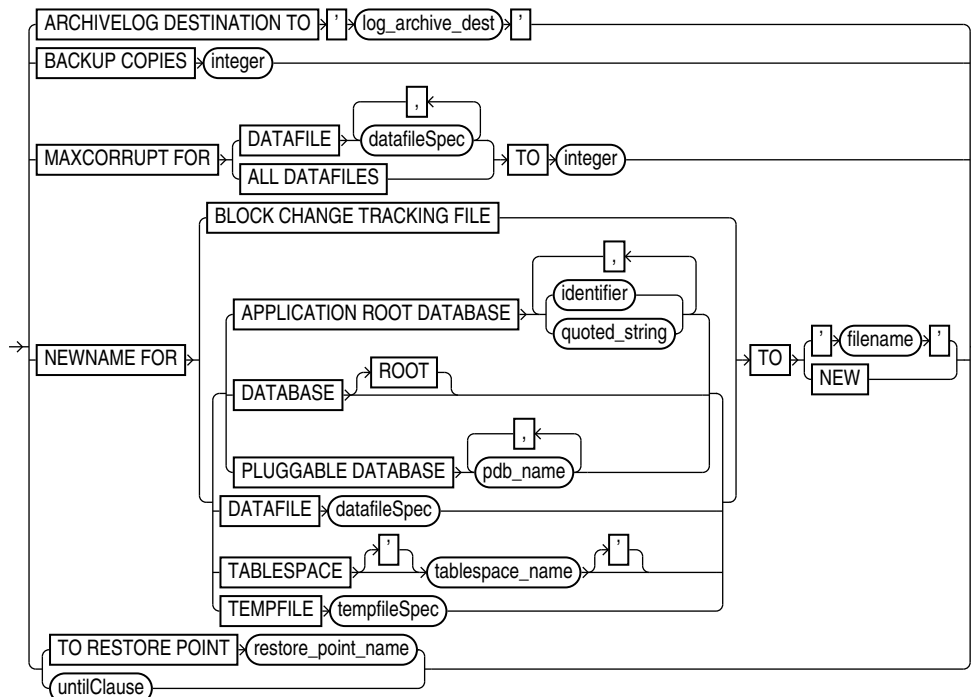 ARCHIVELOG DESTINATION TO ' log_archive_dest '
BACKUP COPIES integer
,
MAXCORRUPT FOR DATAFILE datafileSpec TO integer
ALL DATAFILES
BLOCK CHANGE TRACKING FILE
,
APPLICATION ROOT DATABASE identifier
quoted_string
NEWNAME FOR TO ' filename '
NEW
ROOT
DATABASE
,
PLUGGABLE DATABASE pdb_name
DATAFILE datafileSpec
TABLESPACE ' tablespace_name '
TEMPFILE tempfileSpec
TO RESTORE POINT restore_point_name
untilClause